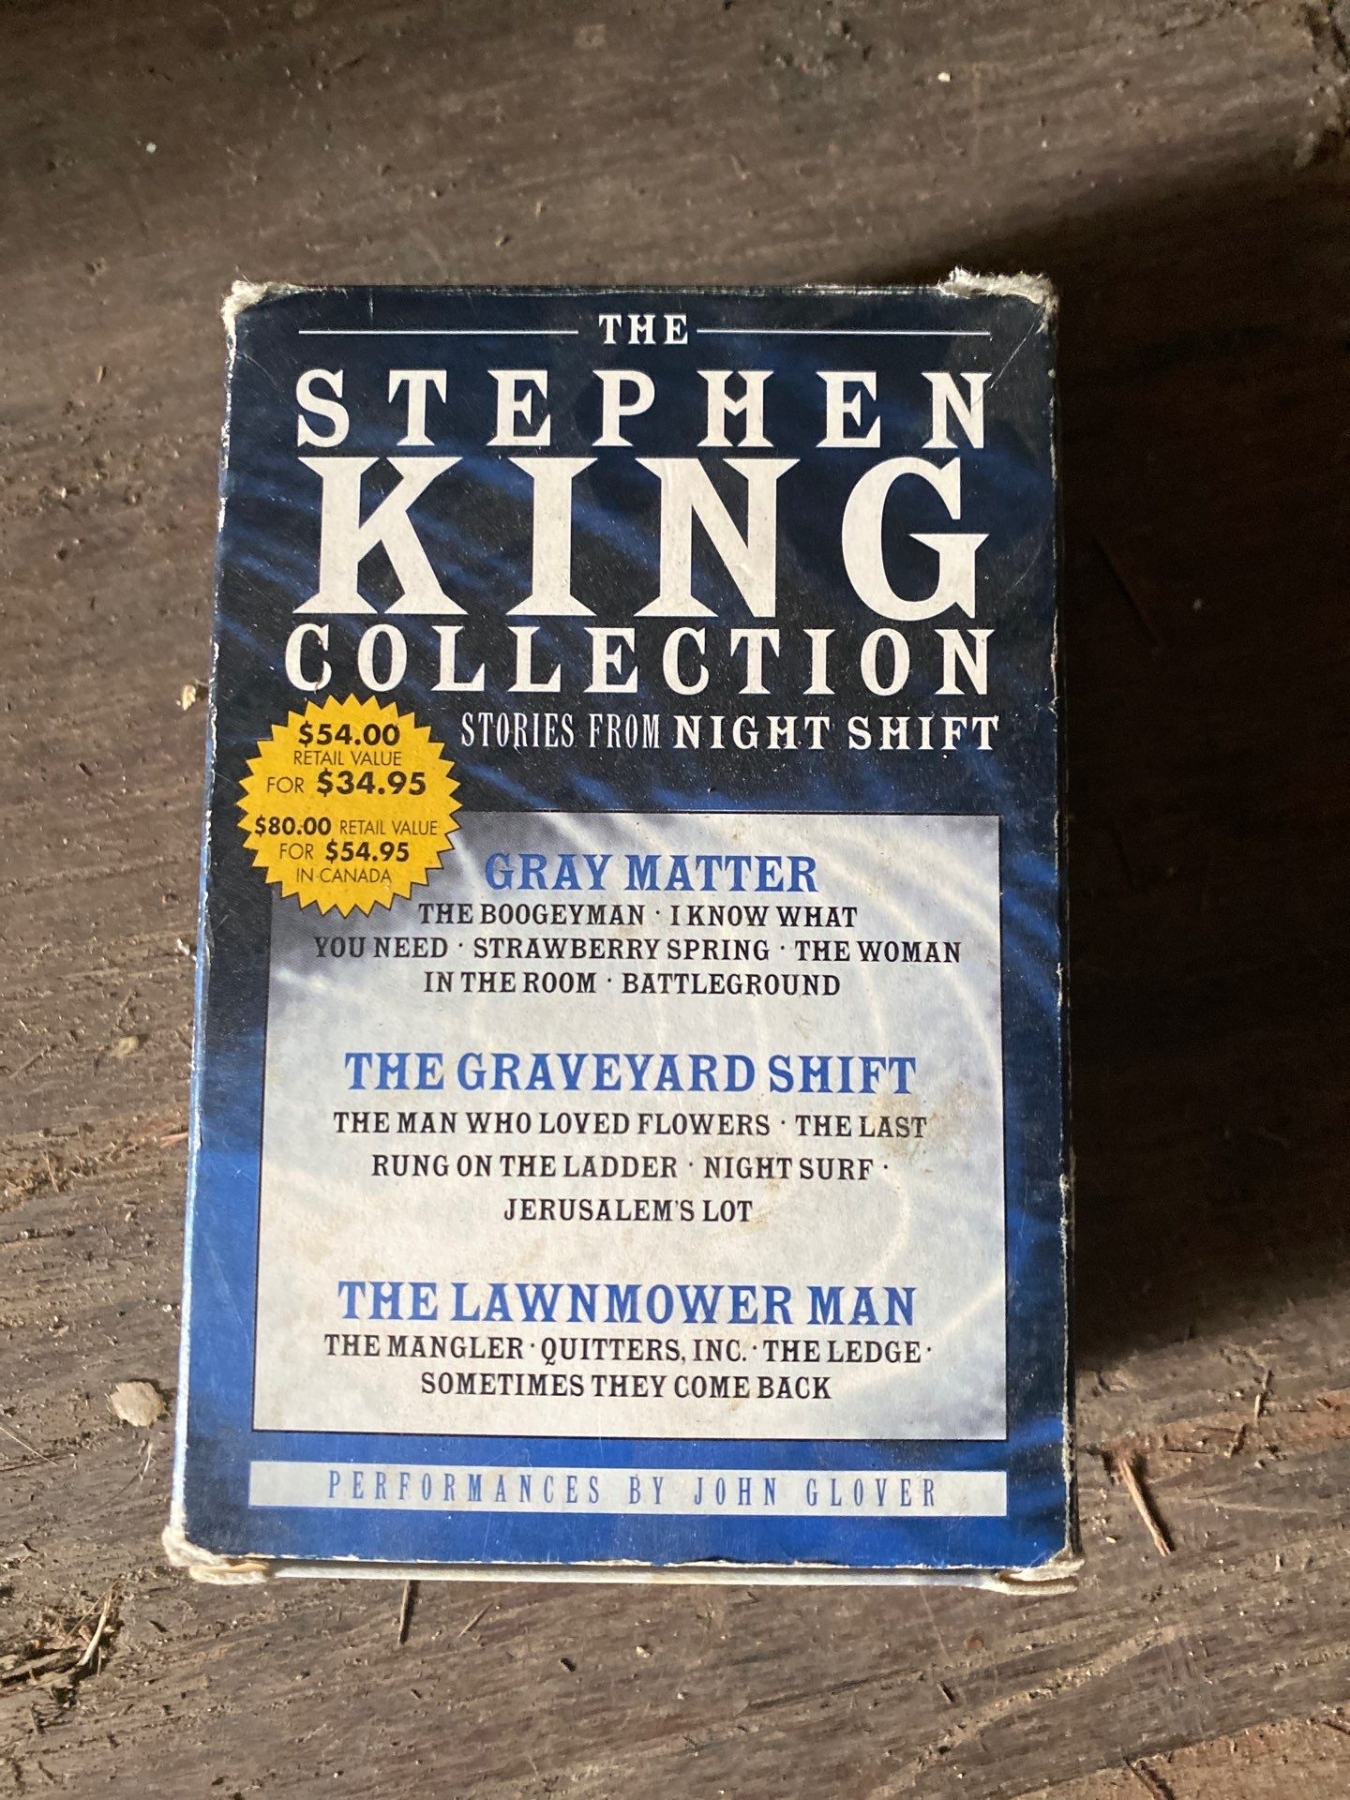 THE
STEPHEN
KING
COLLECTION
STORIES FROM NIGHT SHIFT
$54.00
RETAIL VALUE
FOR $34.95
$80.00 RETAIL VALUE
FOR $54.95
IN CANADA
GRAY MATTER
THE BOOGEYMAN · I KNOW WHAT
YOU NEED · STRAWBERRY SPRING · THE WOMAN
IN THE ROOM · BATTLEGROUND
THE GRAVEYARD SHIFT
THE MAN WHO LOVED FLOWERS · THE LAST
RUNG ON THE LADDER · NIGHT SURF ·
JERUSALEM'S LOT
THE LAWNMOWER MAN
THE MANGLER · QUITTERS, INC. · THE LEDGE ·
SOMETIMES THEY COME BACK
PERFORMANCES BY JOHN GLOVER